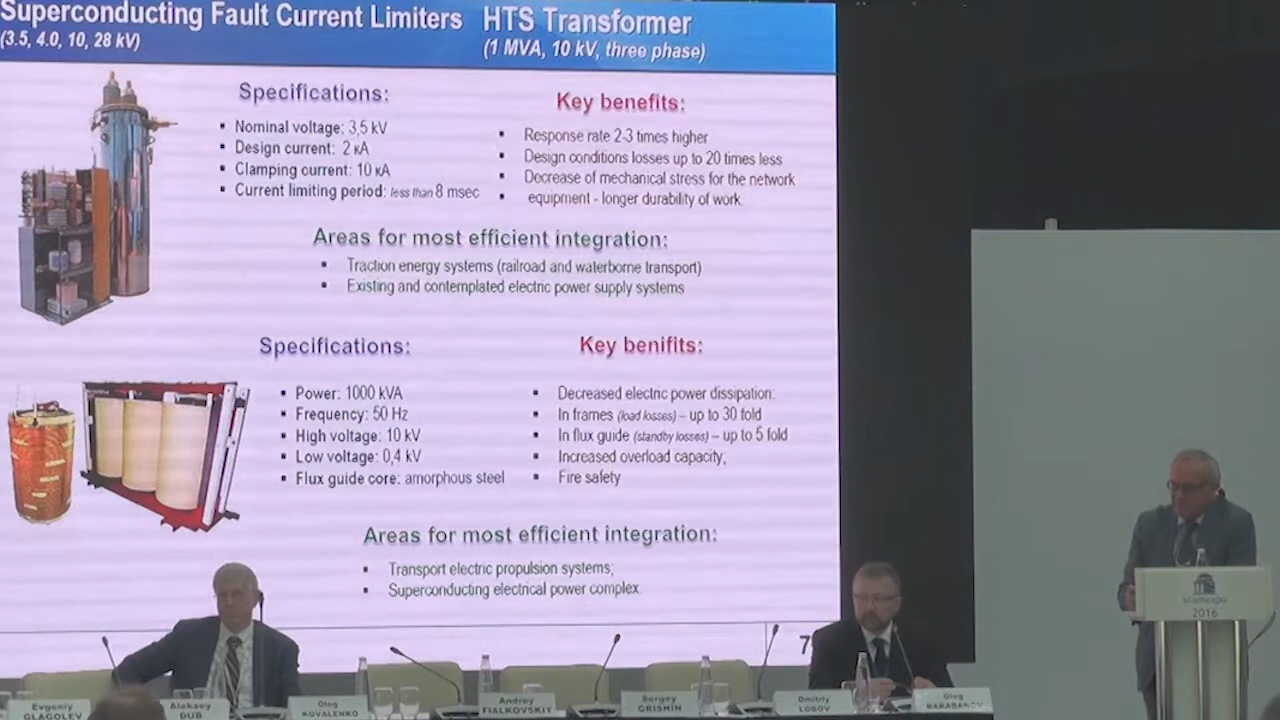 Superconducting Fault Current Limiters
(3.5, 4.0, 10, 28 kV)
HTS Transformer
(1 MVA, 10 kV, three phase)
Specifications:
▪ Nominal voltage: 3,5 kV
▪ Design current: 2 кА
▪ Clamping current: 10 кА
▪ Current limiting period: less than 8 msec
Key benefits:
▪ Response rate 2-3 times higher
▪ Design conditions losses up to 20 times less
▪ Decrease of mechanical stress for the network
▪ equipment - longer durability of work.
Areas for most efficient integration:
▪ Traction energy systems (railroad and waterborne transport)
▪ Existing and contemplated electric power supply systems
Specifications:
▪ Power: 1000 kVA
▪ Frequency: 50 Hz
▪ High voltage: 10 kV
▪ Low voltage: 0,4 kV
▪ Flux guide core: amorphous steel
Key benifits:
▪ Decreased electric power dissipation:
▪ In frames (load losses) – up to 30 fold
▪ In flux guide (standby losses) – up to 5 fold
▪ Increased overload capacity;
▪ Fire safety
Areas for most efficient integration:
▪ Transport electric propulsion systems;
▪ Superconducting electrical power complex.
7
atomexpo
2016
Evgeniy
GLAGOLEV
Aleksey
DUB
Oleg
KOVALENKO
Andrey
FIALKOVSKIY
Sergey
GRISHIN
Dmitriy
LOBOV
Oleg
BARABANOV